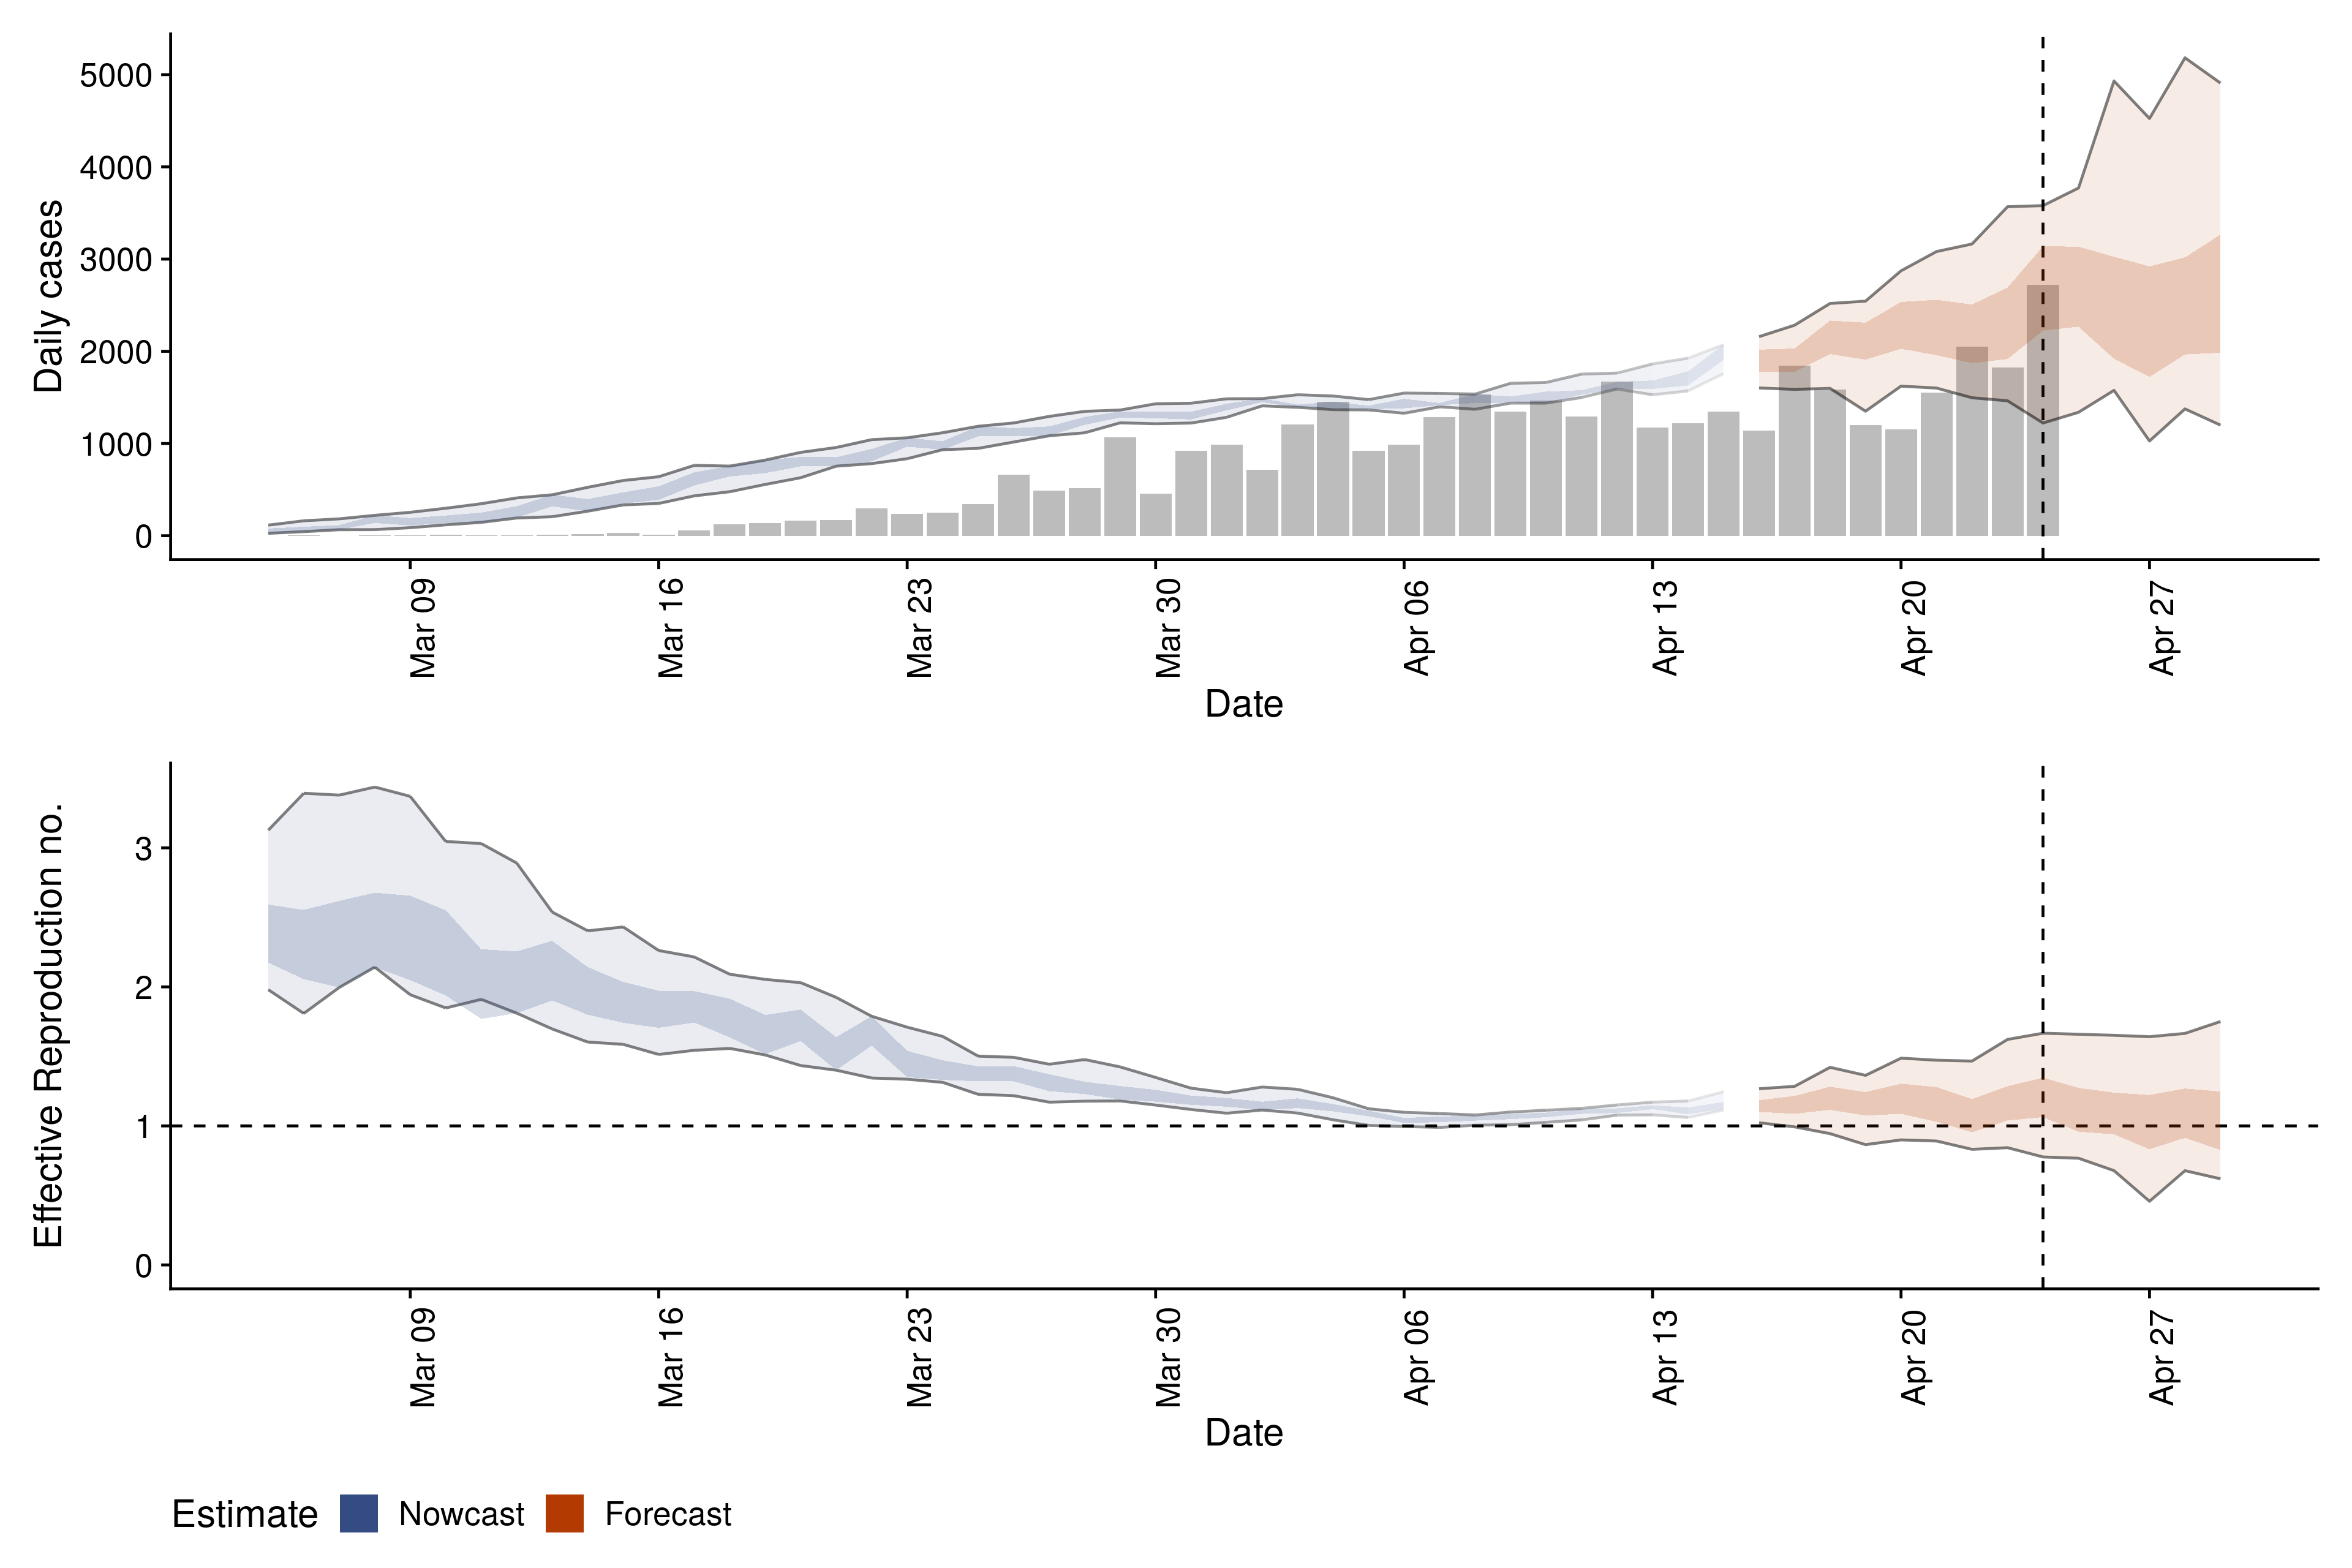 Daily cases
5000
4000
3000
2000
1000
0
Mar 09
Mar 16
Mar 23
Mar 30
Apr 06
Apr 13
Apr 20
Apr 27
Date
Effective Reproduction no.
3
2
1
0
Mar 09
Mar 16
Mar 23
Mar 30
Apr 06
Apr 13
Apr 20
Apr 27
Date
Estimate Nowcast Forecast